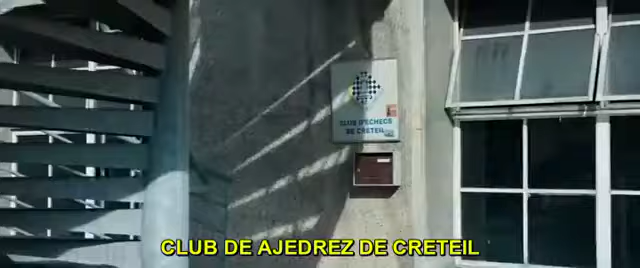 CLUB D'ECHECS
DE CRETEIL
CLUB DE AJEDREZ DE CRETEIL